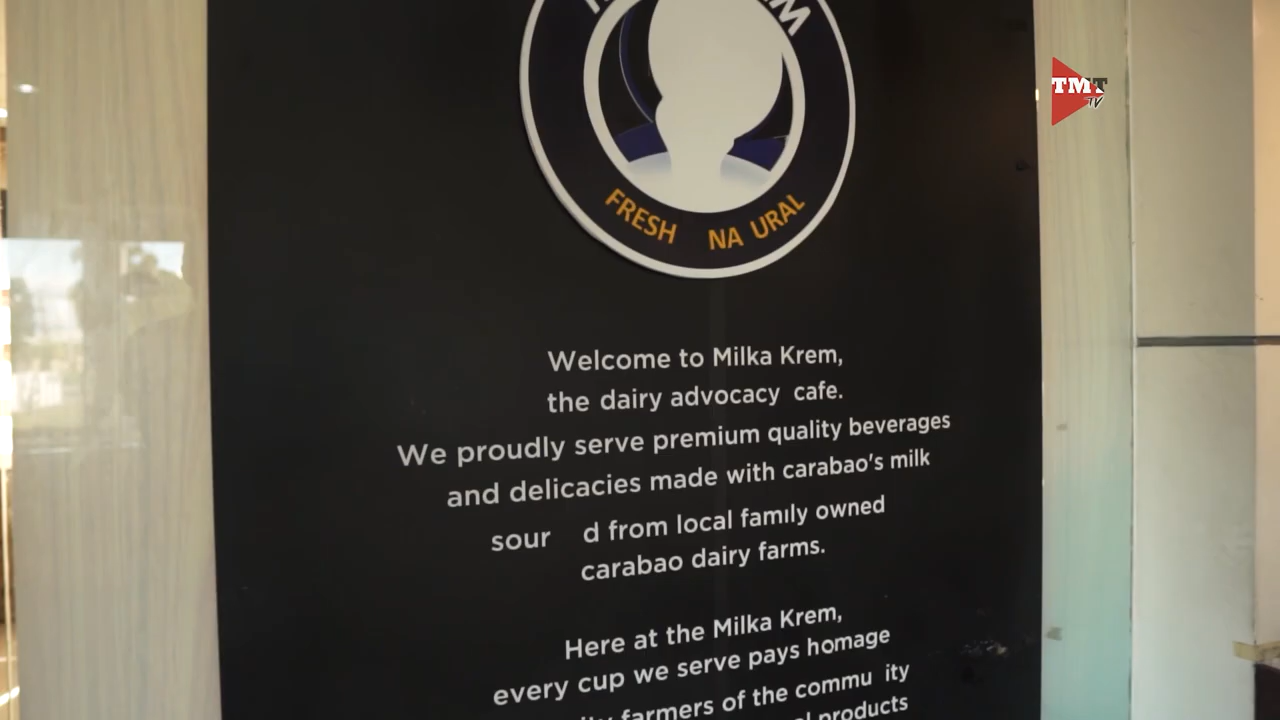 TMT
TV
FRESH NA URAL
Welcome to Milka Krem,
the dairy advocacy cafe.
We proudly serve premium quality beverages
and delicacies made with carabao's milk
sour d from local family owned
carabao dairy farms.
Here at the Milka Krem,
every cup we serve pays homage
farmers of the commu ity
products